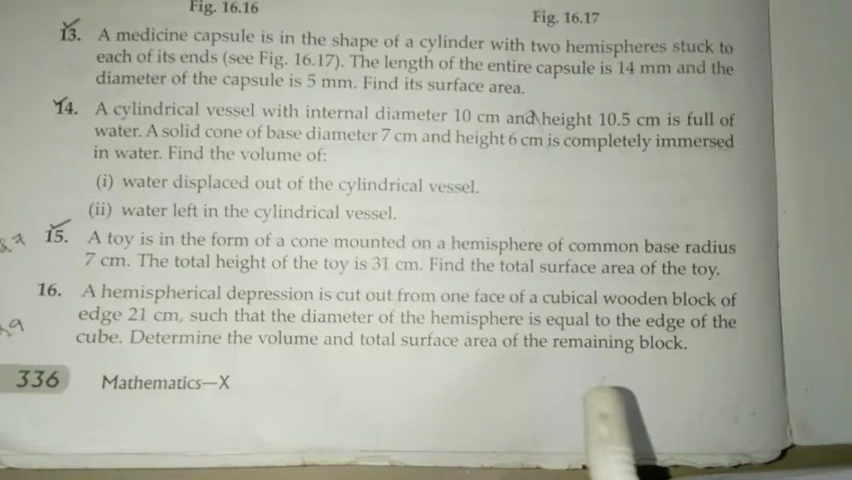 Fig. 16.16
Fig. 16.17
13. A medicine capsule is in the shape of a cylinder with two hemispheres stuck to
each of its ends (see Fig. 16.17). The length of the entire capsule is 14 mm and the
diameter of the capsule is 5 mm. Find its surface area.
14. A cylindrical vessel with internal diameter 10 cm and height 10.5 cm is full of
water. A solid cone of base diameter 7 cm and height 6 cm is completely immersed
in water. Find the volume of:
(i) water displaced out of the cylindrical vessel.
(ii) water left in the cylindrical vessel.
15. A toy is in the form of a cone mounted on a hemisphere of common base radius
7 cm. The total height of the toy is 31 cm. Find the total surface area of the toy.
16. A hemispherical depression is cut out from one face of a cubical wooden block of
edge 21 cm, such that the diameter of the hemisphere is equal to the edge of the
cube. Determine the volume and total surface area of the remaining block.
336 Mathematics—X